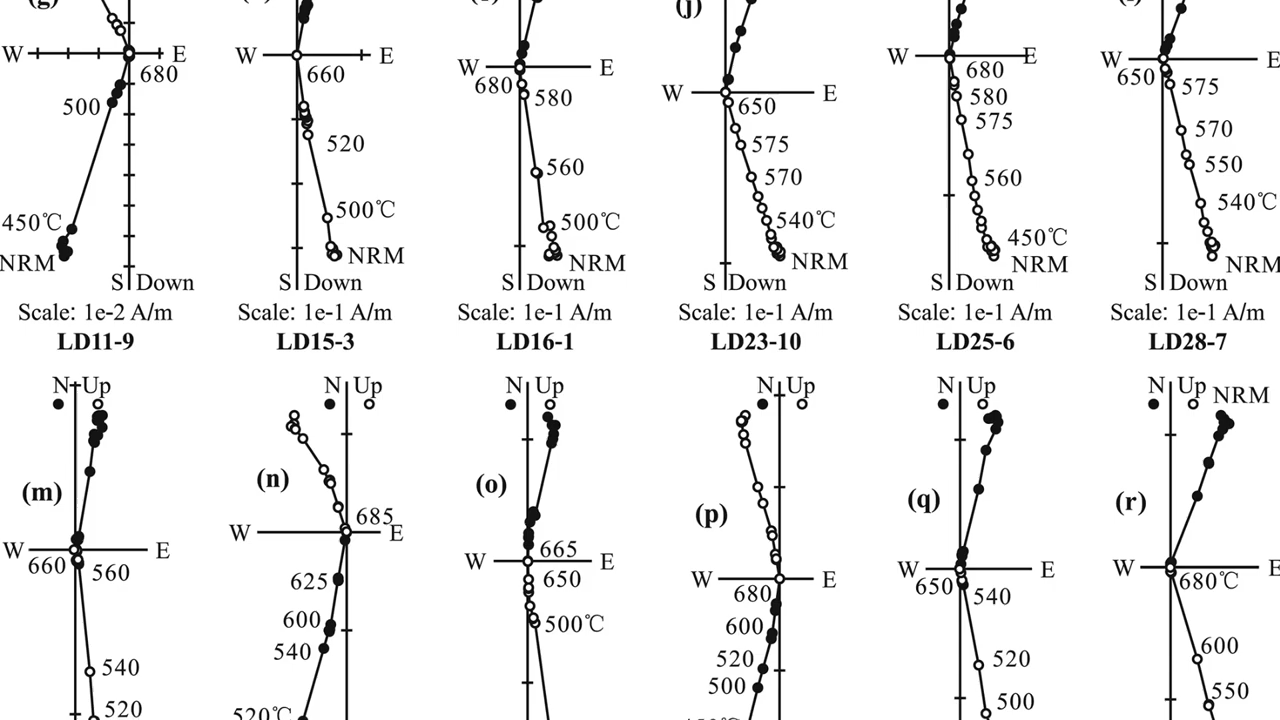 (g)
(j)
W E
680
500
450℃
NRM
S Down
Scale: 1e-2 A/m
LD11-9
W E
660
520
500℃
NRM
S Down
Scale: 1e-1 A/m
LD15-3
W E
680
580
560
500℃
NRM
S Down
Scale: 1e-1 A/m
LD16-1
W E
650
575
570
540℃
NRM
S Down
Scale: 1e-1 A/m
LD23-10
W E
680
580
575
560
450℃
NRM
S Down
Scale: 1e-1 A/m
LD25-6
W E
650
575
570
550
540℃
NRM
S Down
Scale: 1e-1 A/m
LD28-7
N Up
(m)
W E
660
560
540
520
N Up
(n)
685
W E
625
600
540
520℃
N Up
(o)
665
W E
650
500℃
N Up
(p)
W E
680
600
520
500
N Up
(q)
W E
650
540
520
500
N Up
NRM
(r)
W E
680℃
600
550